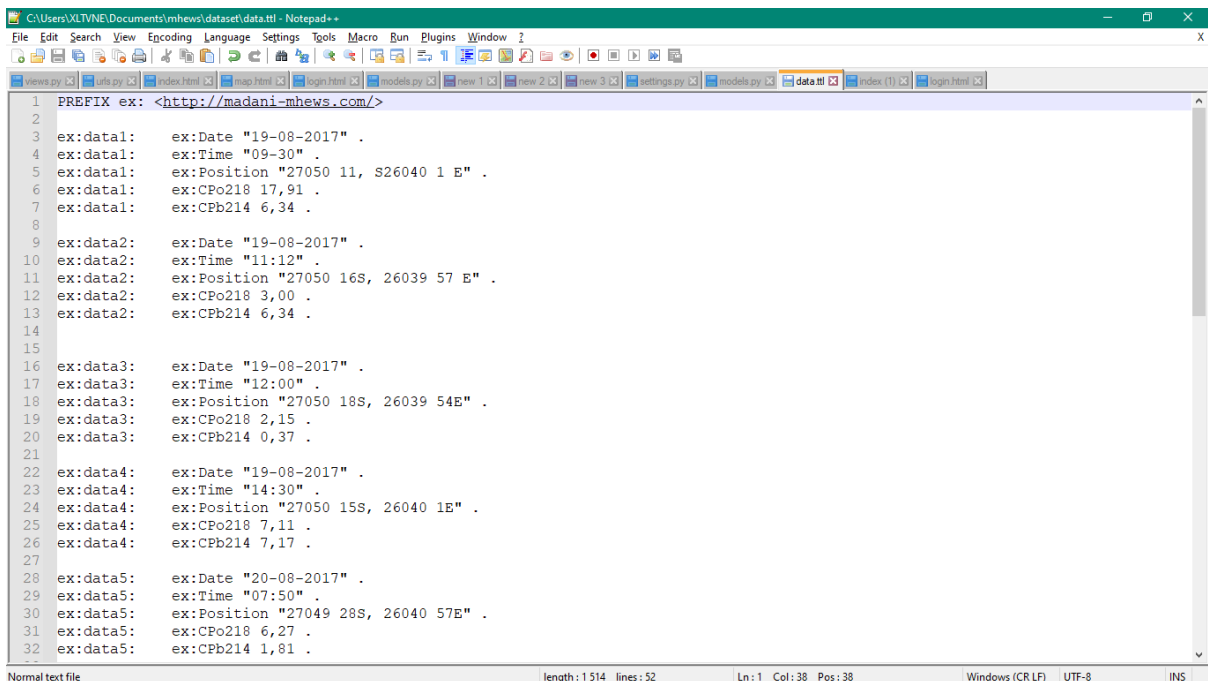 C:\Users\XLTVNE\Documents\mhews\dataset\data.ttl - Notepad++
File Edit Search View Encoding Language Settings Tools Macro Run Plugins Window ? X
views.py urls.py index.html map.html login.html models.py new 1 new 2 new 3 settings.py models.py data.ttl index (1) login.html
1 PREFIX ex: <http://madani-mhews.com/>
2
3 ex:data1: ex:Date "19-08-2017" .
4 ex:data1: ex:Time "09-30" .
5 ex:data1: ex:Position "27050 11, S26040 1 E" .
6 ex:data1: ex:CPo218 17,91 .
7 ex:data1: ex:CPb214 6,34 .
8
9 ex:data2: ex:Date "19-08-2017" .
10 ex:data2: ex:Time "11:12" .
11 ex:data2: ex:Position "27050 16S, 26039 57 E" .
12 ex:data2: ex:CPo218 3,00 .
13 ex:data2: ex:CPb214 6,34 .
14
15
16 ex:data3: ex:Date "19-08-2017" .
17 ex:data3: ex:Time "12:00" .
18 ex:data3: ex:Position "27050 18S, 26039 54E" .
19 ex:data3: ex:CPo218 2,15 .
20 ex:data3: ex:CPb214 0,37 .
21
22 ex:data4: ex:Date "19-08-2017" .
23 ex:data4: ex:Time "14:30" .
24 ex:data4: ex:Position "27050 15S, 26040 1E" .
25 ex:data4: ex:CPo218 7,11 .
26 ex:data4: ex:CPb214 7,17 .
27
28 ex:data5: ex:Date "20-08-2017" .
29 ex:data5: ex:Time "07:50" .
30 ex:data5: ex:Position "27049 28S, 26040 57E" .
31 ex:data5: ex:CPo218 6,27 .
32 ex:data5: ex:CPb214 1,81 .
Normal text file length : 1 514 lines : 52 Ln : 1 Col : 38 Pos : 38 Windows (CR LF) UTF-8 INS